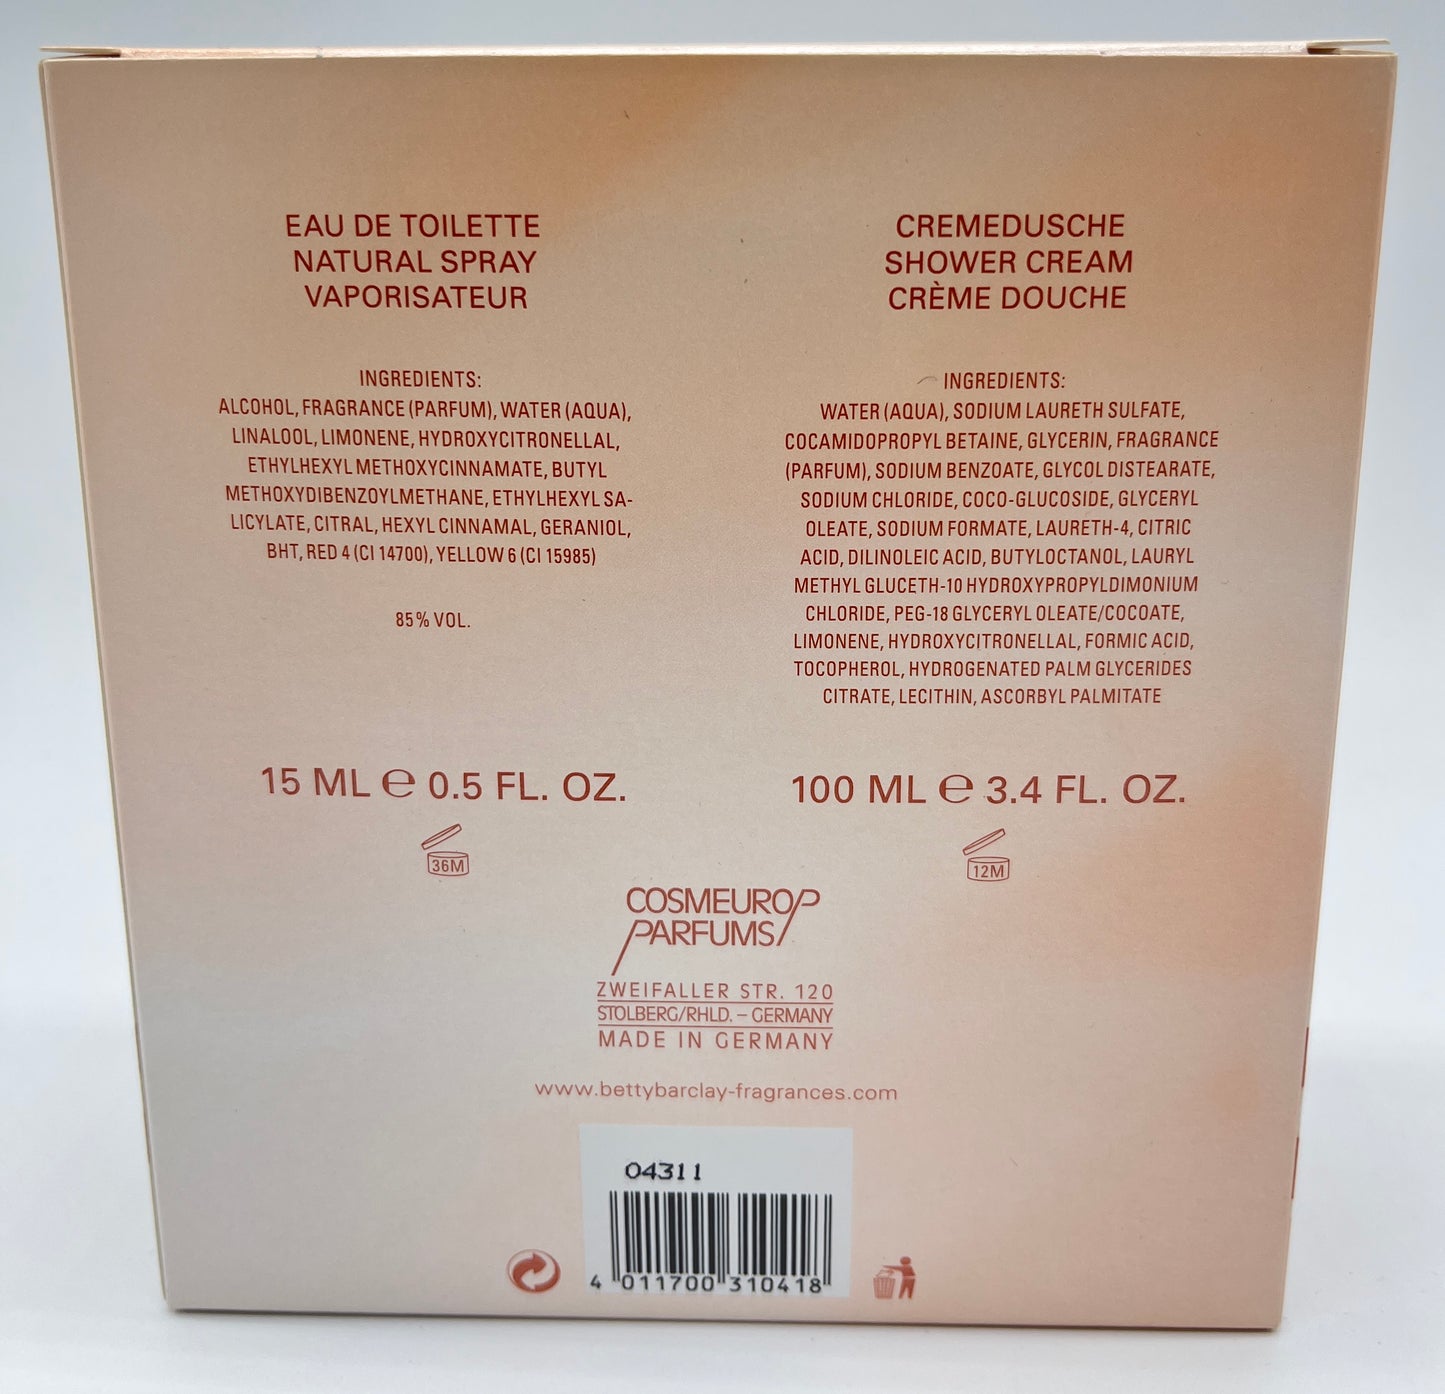 EAU DE TOILETTE
NATURAL SPRAY
VAPORISATEUR
INGREDIENTS:
ALCOHOL, FRAGRANCE (PARFUM), WATER (AQUA),
LINALOOL, LIMONENE, HYDROXYCITRONELLAL,
ETHYLHEXYL METHOXYCINNAMATE, BUTYL
METHOXYDIBENZOYLMETHANE, ETHYLHEXYL SA-
LICYLATE, CITRAL, HEXYL CINNAMAL, GERANIOL,
BHT, RED 4 (CI 14700), YELLOW 6 (CI 15985)
85% VOL.
15 ML ℮ 0.5 FL. OZ.
36M
CREMEDUSCHE
SHOWER CREAM
CRÈME DOUCHE
INGREDIENTS:
WATER (AQUA), SODIUM LAURETH SULFATE,
COCAMIDOPROPYL BETAINE, GLYCERIN, FRAGRANCE
(PARFUM), SODIUM BENZOATE, GLYCOL DISTEARATE,
SODIUM CHLORIDE, COCO-GLUCOSIDE, GLYCERYL
OLEATE, SODIUM FORMATE, LAURETH-4, CITRIC
ACID, DILINOLEIC ACID, BUTYLOCTANOL, LAURYL
METHYL GLUCETH-10 HYDROXYPROPYLDIMONIUM
CHLORIDE, PEG-18 GLYCERYL OLEATE/COCOATE,
LIMONENE, HYDROXYCITRONELLAL, FORMIC ACID,
TOCOPHEROL, HYDROGENATED PALM GLYCERIDES
CITRATE, LECITHIN, ASCORBYL PALMITATE
100 ML ℮ 3.4 FL. OZ.
12M
COSMEUROP
PARFUMS
ZWEIFALLER STR. 120
STOLBERG/RHLD. – GERMANY
MADE IN GERMANY
www.bettybarclay-fragrances.com
04311
4 011700 310418